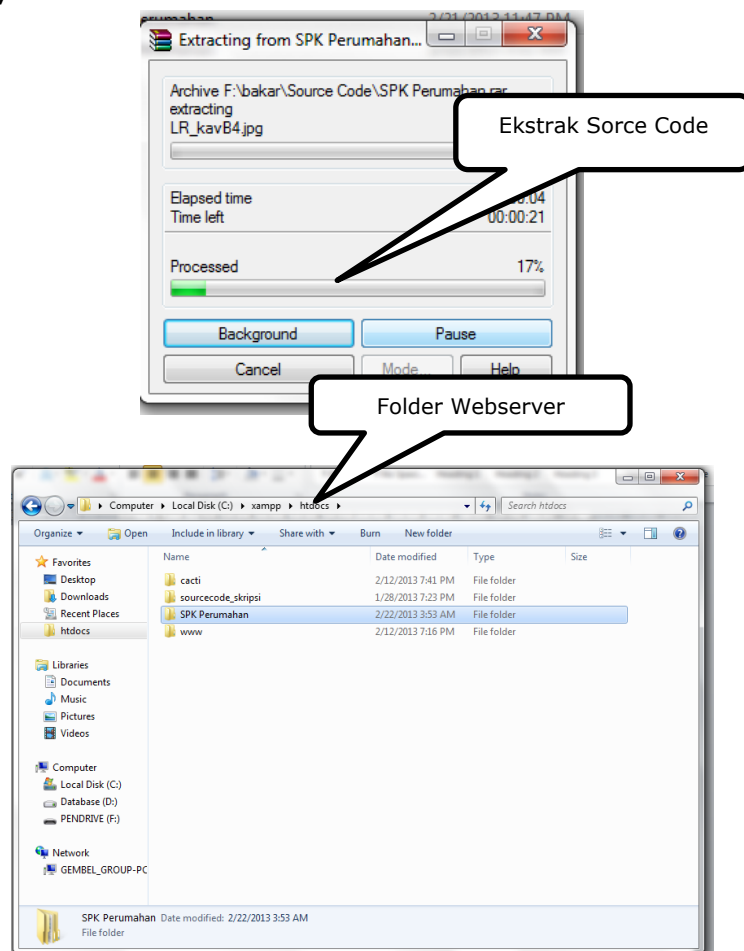 2/21/2013 11:47 PM
Extracting from SPK Perumahan...
Archive F:\bakar\Source Code\SPK Perumahan.rar
extracting
LR_kavB4.jpg
Ekstrak Sorce Code
Elapsed time
Time left 00:00:21
Processed 17%
Background Pause
Cancel Mode... Help
Folder Webserver
Computer Local Disk (C:) xampp htdocs Search htdocs
Organize Open Include in library Share with Burn New folder
Favorites
Desktop
Downloads
Recent Places
htdocs
Libraries
Documents
Music
Pictures
Videos
Computer
Local Disk (C:)
Database (D:)
PENDRIVE (F:)
Network
GEMBEL_GROUP-PC
Name Date modified Type Size
cacti 2/12/2013 7:41 PM File folder
sourcecode_skripsi 1/28/2013 7:23 PM File folder
SPK Perumahan 2/22/2013 3:53 AM File folder
www 2/12/2013 7:16 PM File folder
SPK Perumahan Date modified: 2/22/2013 3:53 AM
File folder